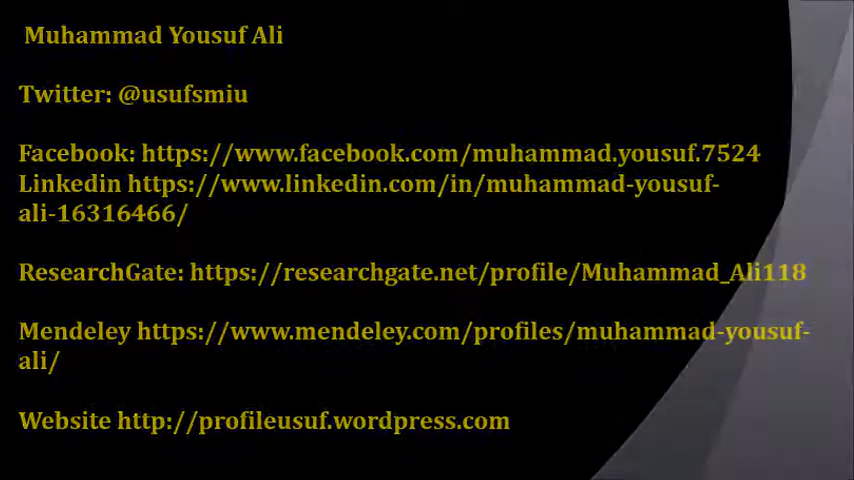 Muhammad Yousuf Ali
Twitter: @usufsmiu
Facebook: https://www.facebook.com/muhammad.yousuf.7524
Linkedin https://www.linkedin.com/in/muhammad-yousuf-
ali-16316466/
ResearchGate: https://researchgate.net/profile/Muhammad_Ali118
Mendeley https://www.mendeley.com/profiles/muhammad-yousuf-
ali/
Website http://profileusuf.wordpress.com